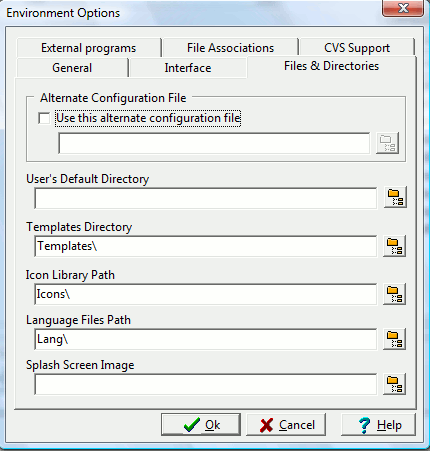 Environment Options
External programs
File Associations
CVS Support
General
Interface
Files & Directories
Alternate Configuration File
Use this alternate configuration file
User's Default Directory
Templates Directory
Templates\
Icon Library Path
Icons\
Language Files Path
Lang\
Splash Screen Image
Ok
Cancel
Help